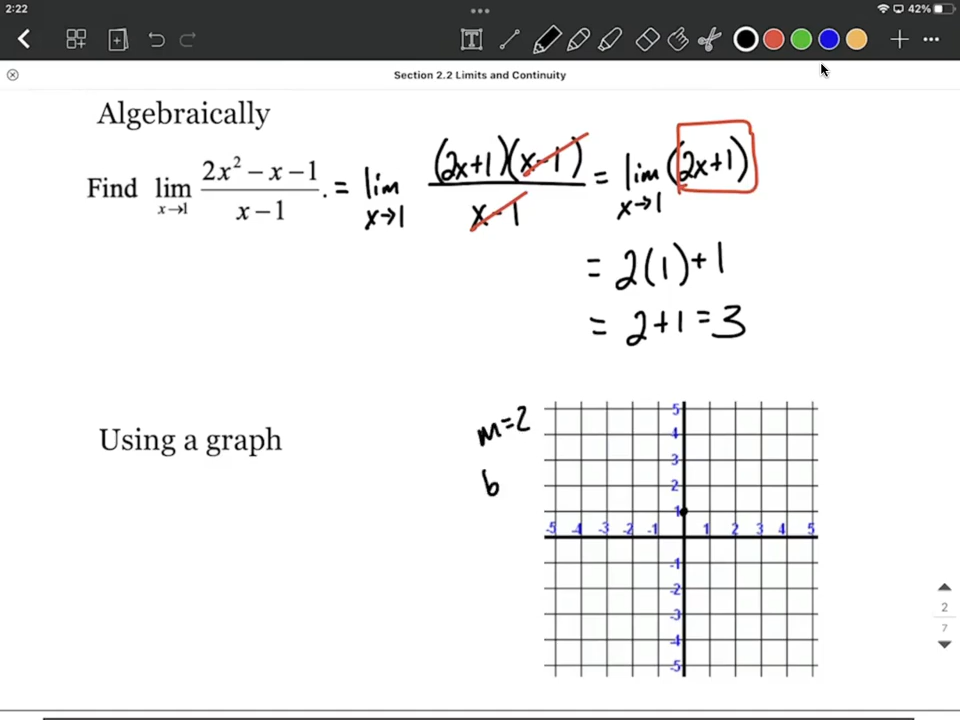 2:22
42%
Section 2.2 Limits and Continuity
Algebraically
Find lim x→1 (2x² − x − 1)/(x − 1). = lim x→1 (2x+1)(x−1)/(x−1) = lim x→1 (2x+1)
= 2(1)+1
= 2+1=3
Using a graph
m=2
b
5
4
3
2
1
-5 -4 -3 -2 -1 1 2 3 4 5
-1
-2
-3
-4
-5
2
7